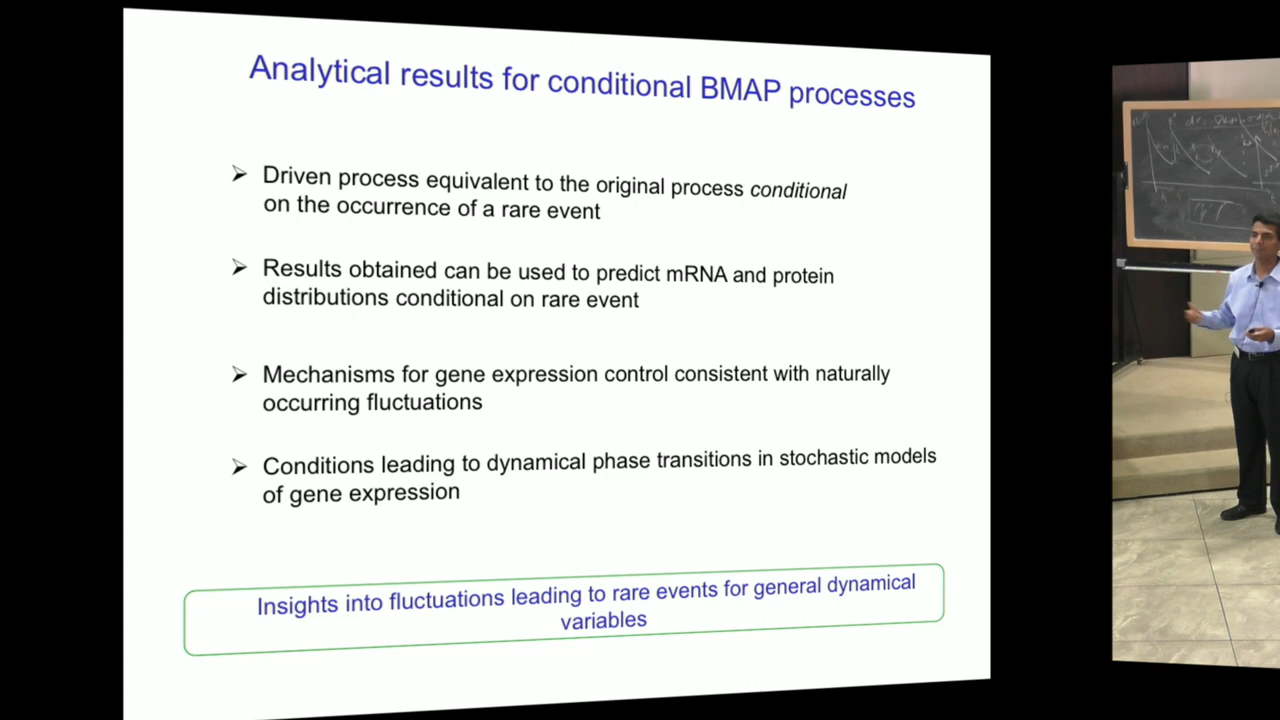 Analytical results for conditional BMAP processes
➢ Driven process equivalent to the original process conditional
on the occurrence of a rare event
➢ Results obtained can be used to predict mRNA and protein
distributions conditional on rare event
➢ Mechanisms for gene expression control consistent with naturally
occurring fluctuations
➢ Conditions leading to dynamical phase transitions in stochastic models
of gene expression
Insights into fluctuations leading to rare events for general dynamical
variables